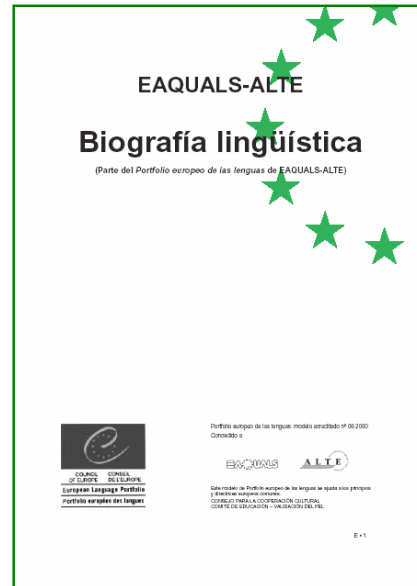 EAQUALS-ALTE
Biografía lingüística
(Parte del Portfolio europeo de las lenguas de EAQUALS-ALTE)
Portfolio europeo de las lenguas: modelo acreditado nº 06.2000
Concedido a
EAQUALS ALTE
COUNCIL CONSEIL
OF EUROPE DE L'EUROPE
European Language Portfolio
Portfolio européen des langues
Este modelo de Portfolio europeo de las lenguas se ajusta a los principios
y directrices europeos comunes.
CONSEJO PARA LA COOPERACIÓN CULTURAL
COMITÉ DE EDUCACIÓN – VALIDACIÓN DEL PEL
E • 1